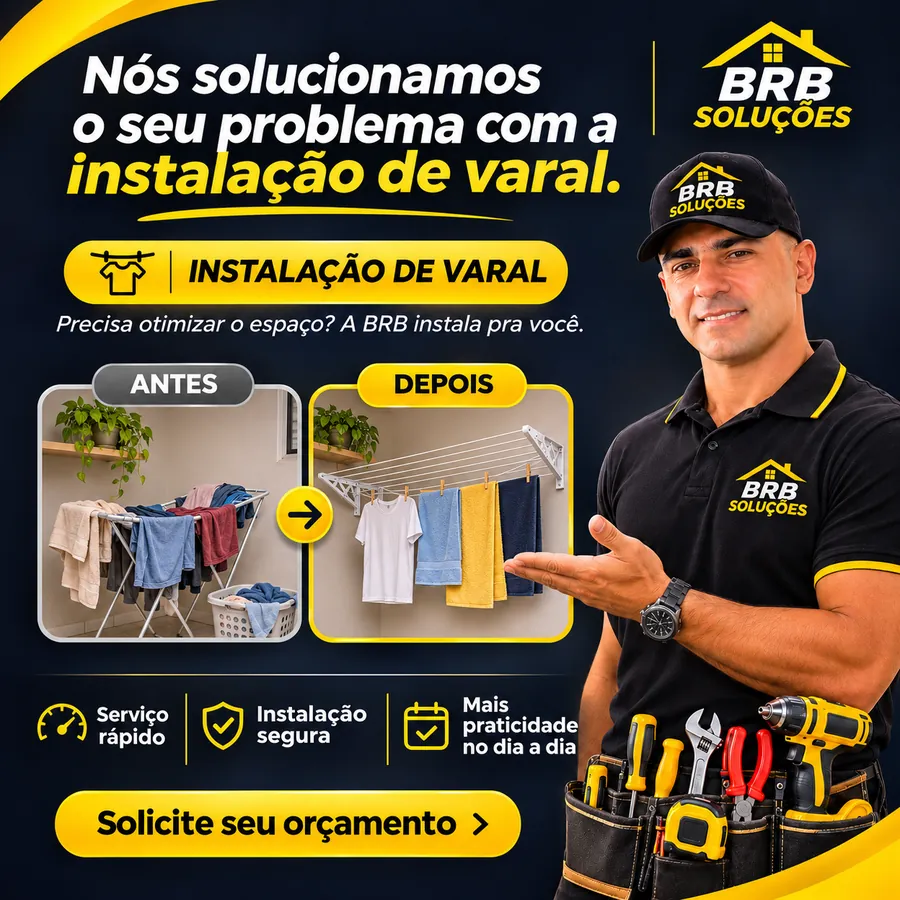 Nós solucionamos
o seu problema com a
instalação de varal.
BRB
SOLUÇÕES
BRB
SOLUÇÕES
INSTALAÇÃO DE VARAL
Precisa otimizar o espaço? A BRB instala pra você.
ANTES
DEPOIS
BRB
SOLUÇÕES
Serviço
rápido
Instalação
segura
Mais
praticidade
no dia a dia
Solicite seu orçamento